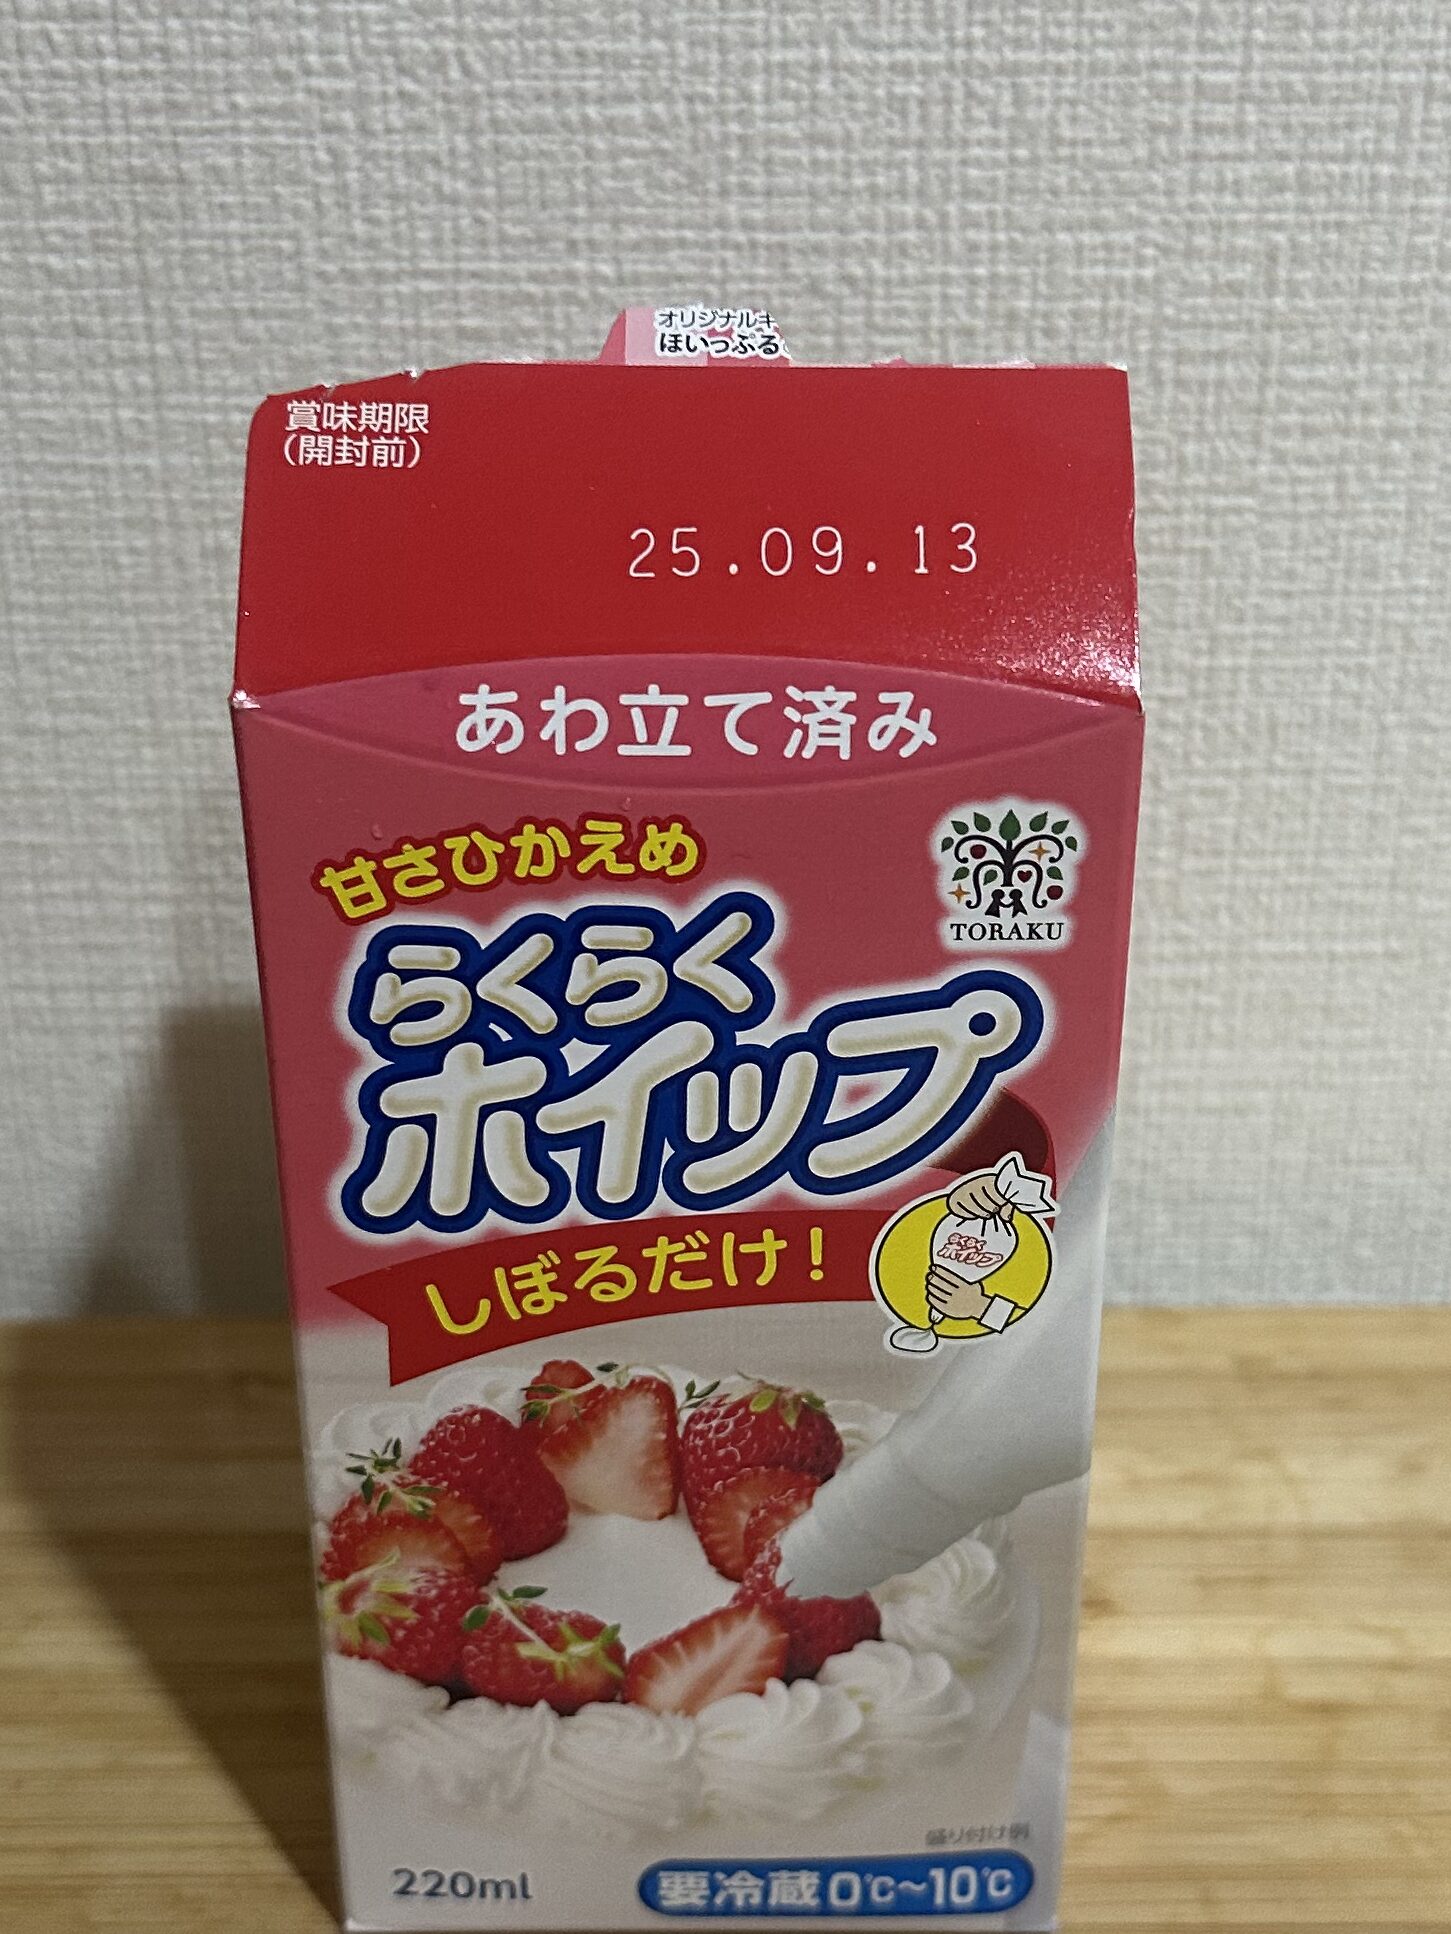 オリジナルキ
ほいっぷる
賞味期限
(開封前)
25.09.13
あわ立て済み
甘さひかえめ
TORAKU
らくらく
ホイップ
しぼるだけ!
らくらく
ホイップ
盛り付け例
220ml
要冷蔵0℃~10℃